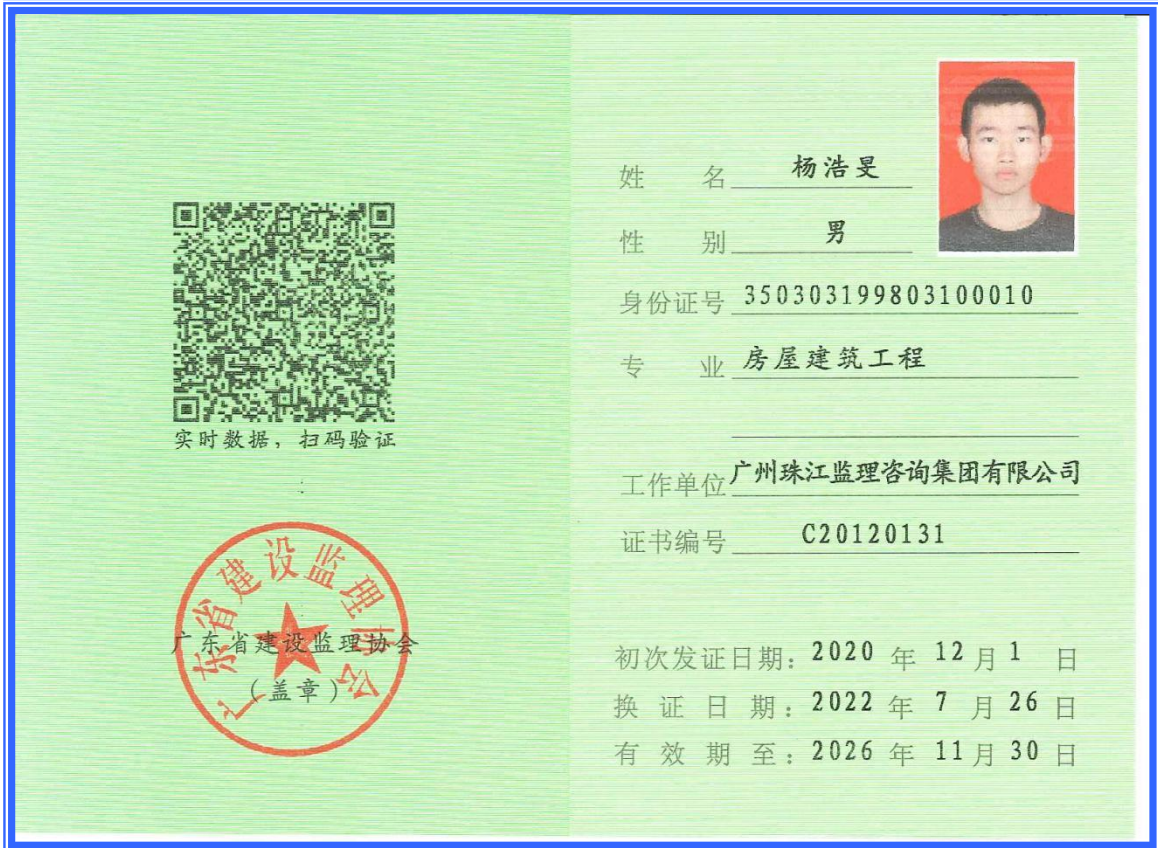 实时数据，扫码验证
广东省建设监理协会
广东省建设监理协会
（盖章）
姓 名 杨浩旻
性 别 男
身份证号 350303199803100010
专 业 房屋建筑工程
工作单位 广州珠江监理咨询集团有限公司
证书编号 C20120131
初次发证日期：2020 年 12 月 1 日
换 证 日 期：2022 年 7 月 26 日
有 效 期 至：2026 年 11 月 30 日